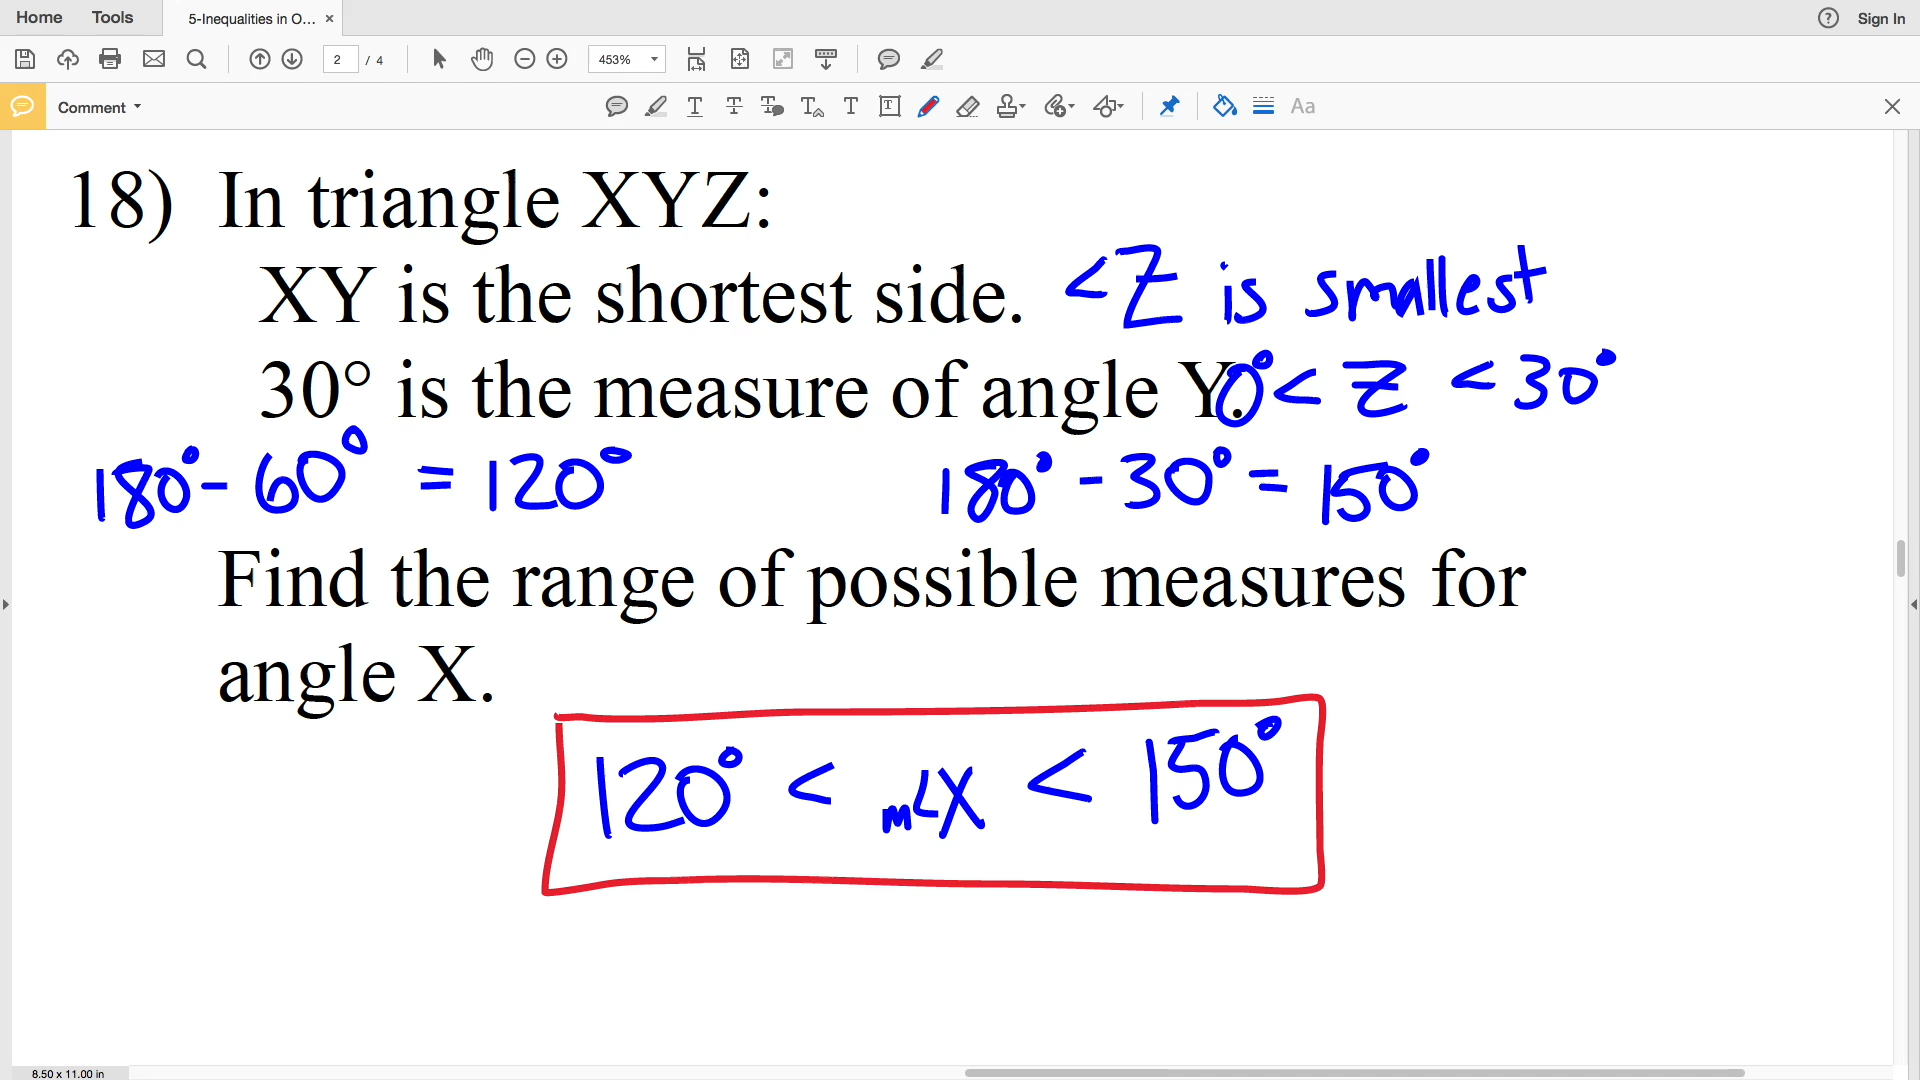 Home Tools 5-Inequalities in O... × ? Sign In
2 / 4 453%
Comment T T T T T T Aa
18) In triangle XYZ:
XY is the shortest side. <Z is smallest
30° is the measure of angle Y. 0° < Z < 30°
180° - 60° = 120° 180° - 30° = 150°
Find the range of possible measures for
angle X.
120° < m<X < 150°
8.50 x 11.00 in